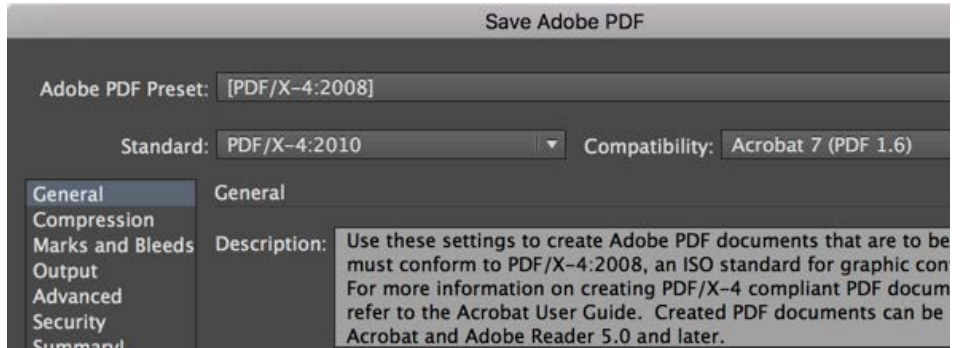 Save Adobe PDF
Adobe PDF Preset: [PDF/X-4:2008]
Standard: PDF/X-4:2010 Compatibility: Acrobat 7 (PDF 1.6)
General General
Compression
Marks and Bleeds
Output
Advanced
Security
Description: Use these settings to create Adobe PDF documents that are to be
must conform to PDF/X-4:2008, an ISO standard for graphic con
For more information on creating PDF/X-4 compliant PDF docum
refer to the Acrobat User Guide. Created PDF documents can be
Acrobat and Adobe Reader 5.0 and later.